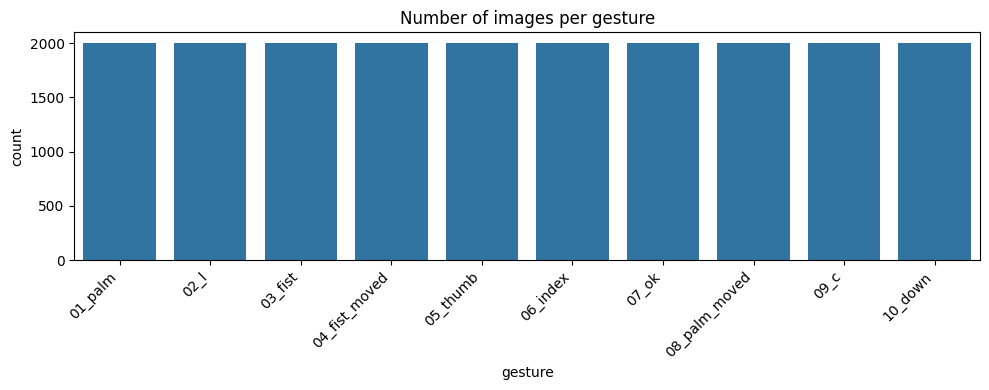 Number of images per gesture
count
2000
1500
1000
500
0
01_palm
02_l
03_fist
04_fist_moved
05_thumb
06_index
07_ok
08_palm_moved
09_c
10_down
gesture